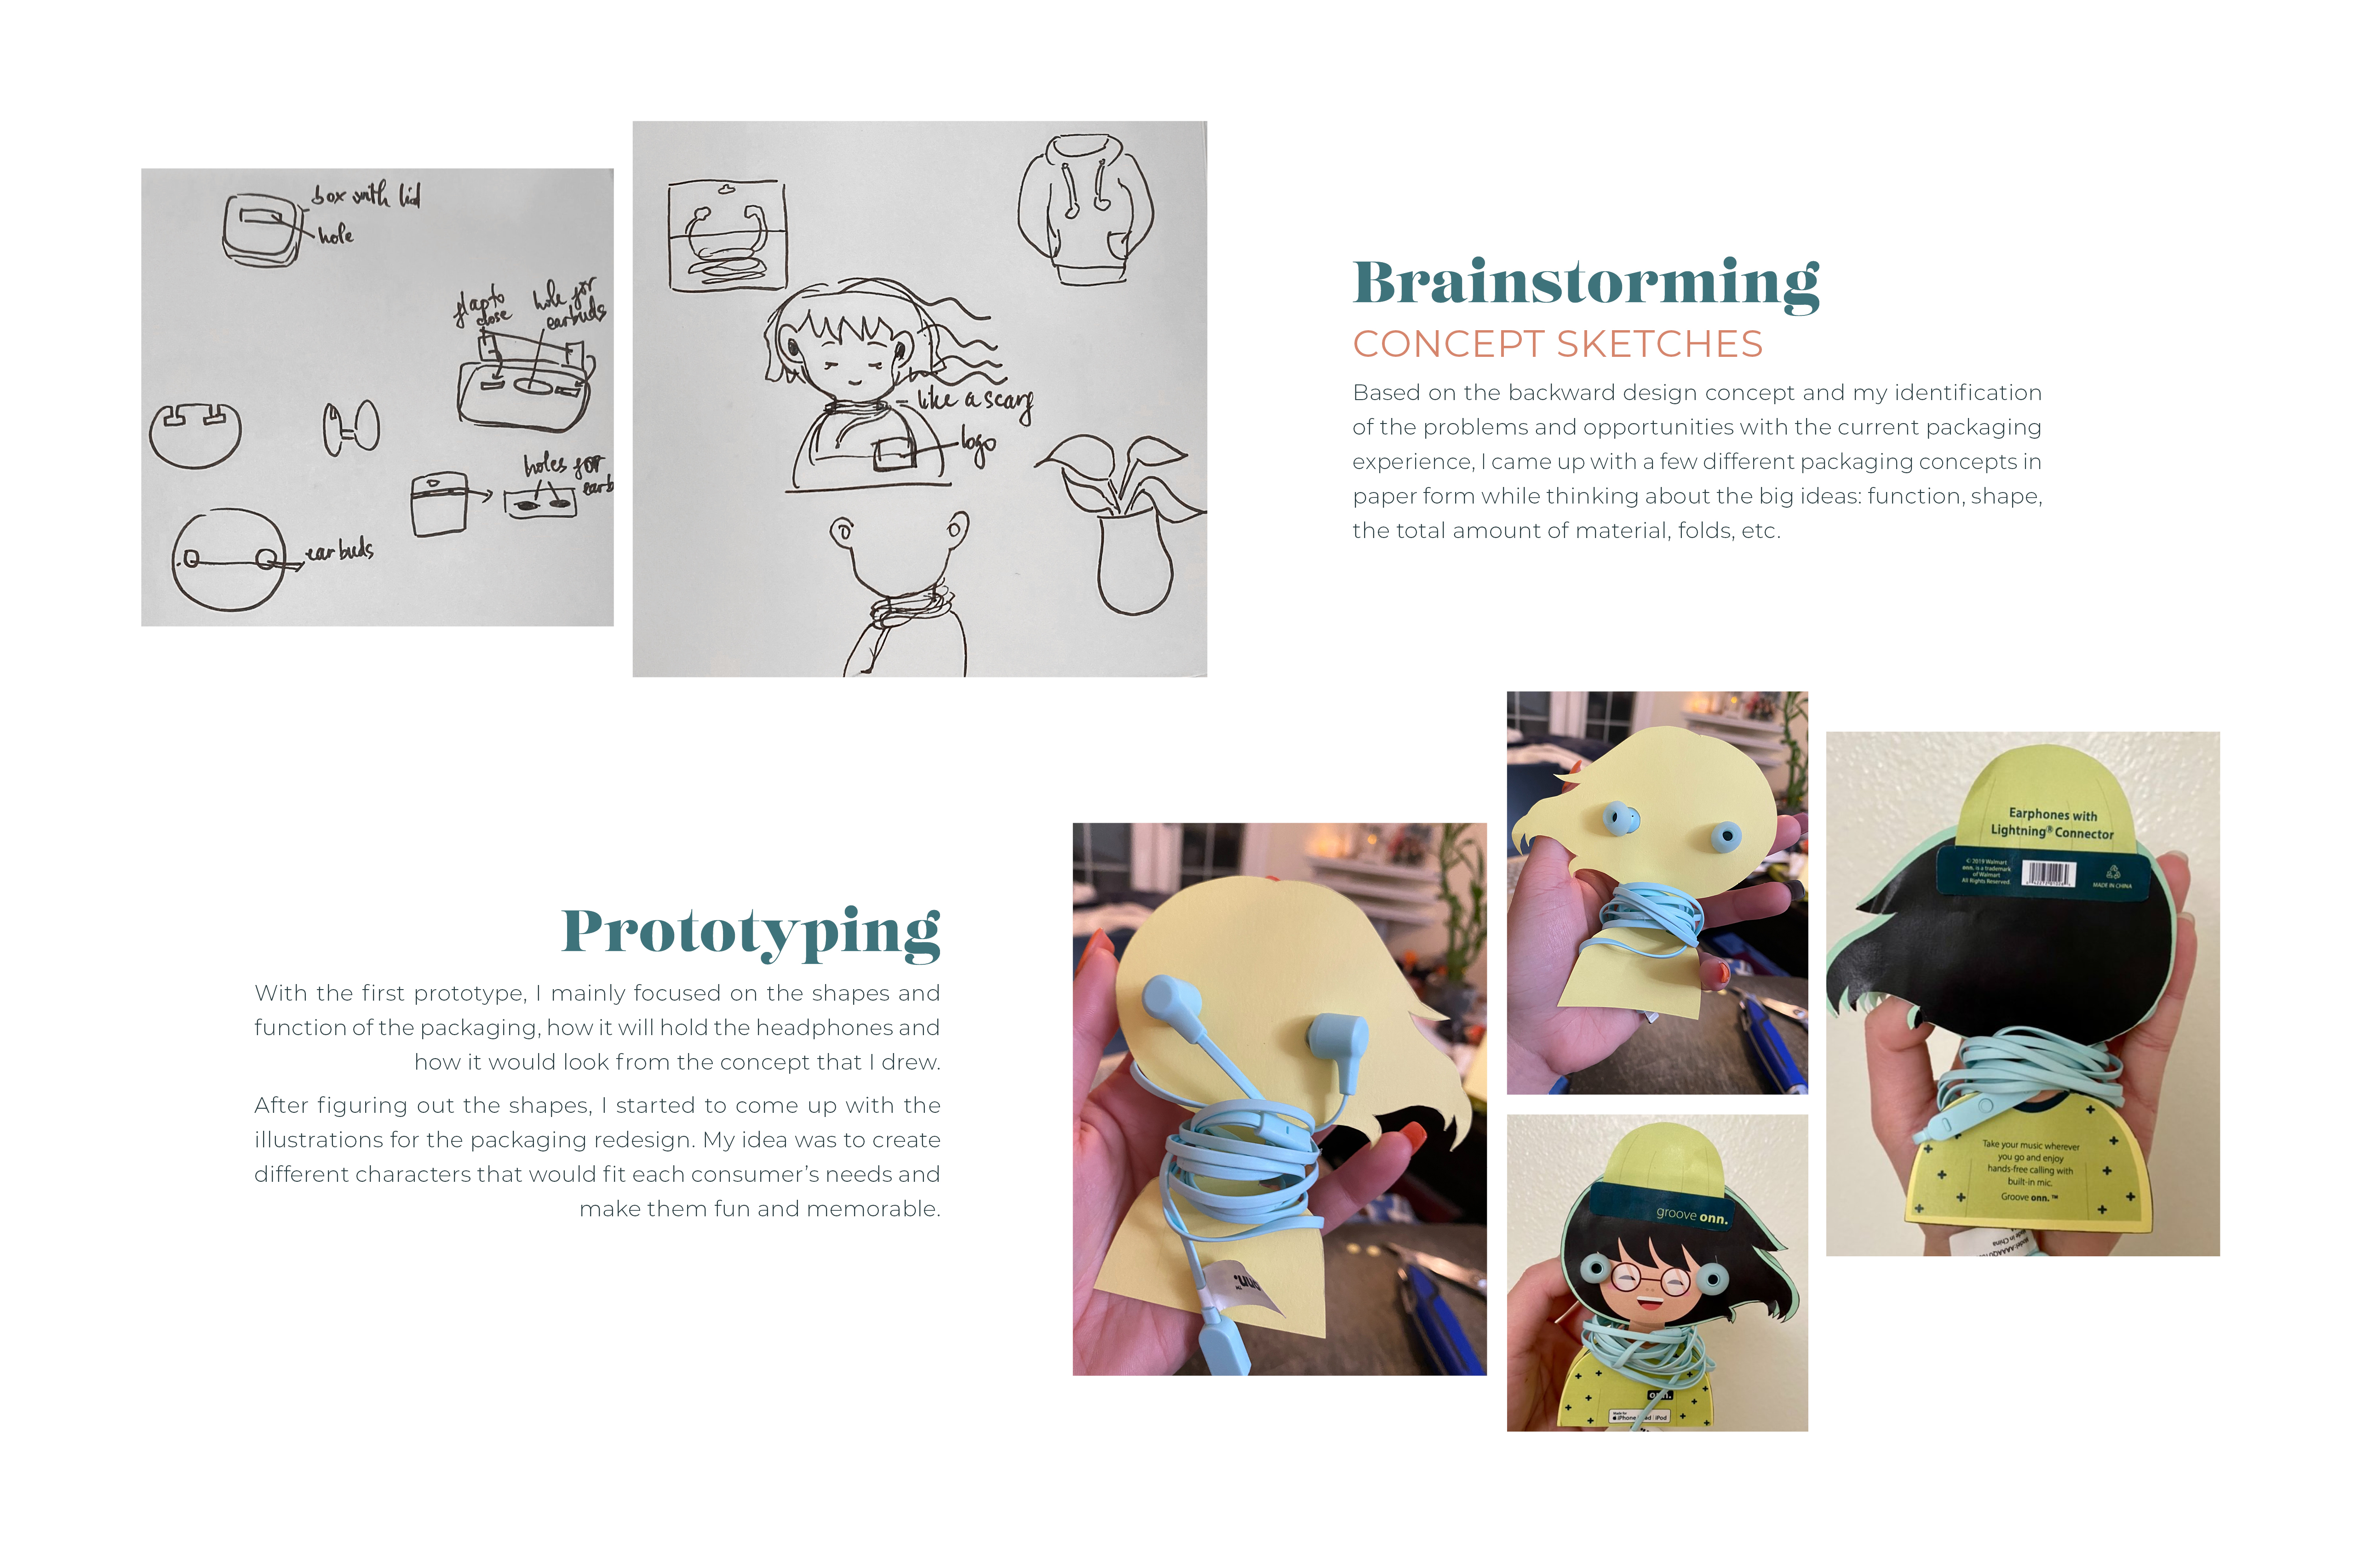 box with lid
hole
flap to
close
hole for
earbuds
holes for
earb
earbuds
like a scarf
logo
Brainstorming
CONCEPT SKETCHES
Based on the backward design concept and my identification
of the problems and opportunities with the current packaging
experience, I came up with a few different packaging concepts in
paper form while thinking about the big ideas: function, shape,
the total amount of material, folds, etc.
Prototyping
With the first prototype, I mainly focused on the shapes and
function of the packaging, how it will hold the headphones and
how it would look from the concept that I drew.
After figuring out the shapes, I started to come up with the
illustrations for the packaging redesign. My idea was to create
different characters that would fit each consumer's needs and
make them fun and memorable.
onn.
groove onn.
onn.
Made for
iPhone iPod
Earphones with
Lightning® Connector
© 2019 Walmart
onn. is a trademark
of Walmart
All Rights Reserved.
MADE IN CHINA
Take your music wherever
you go and enjoy
hands-free calling with
built-in mic.
Groove onn. ™